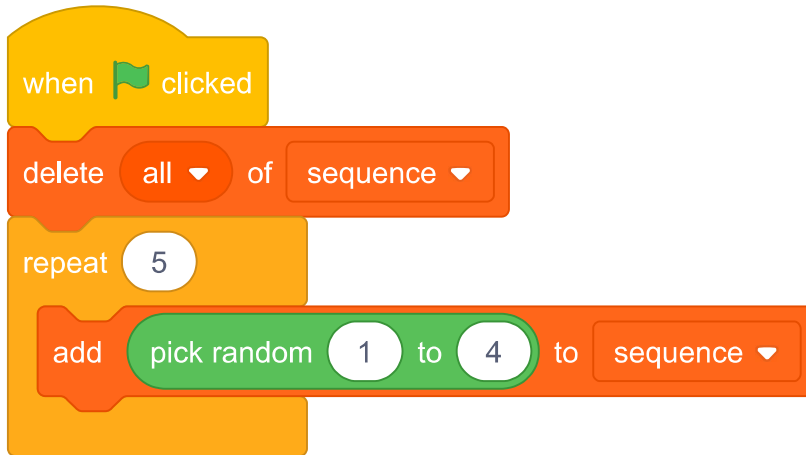 when clicked
delete all of sequence
repeat 5
add pick random 1 to 4 to sequence